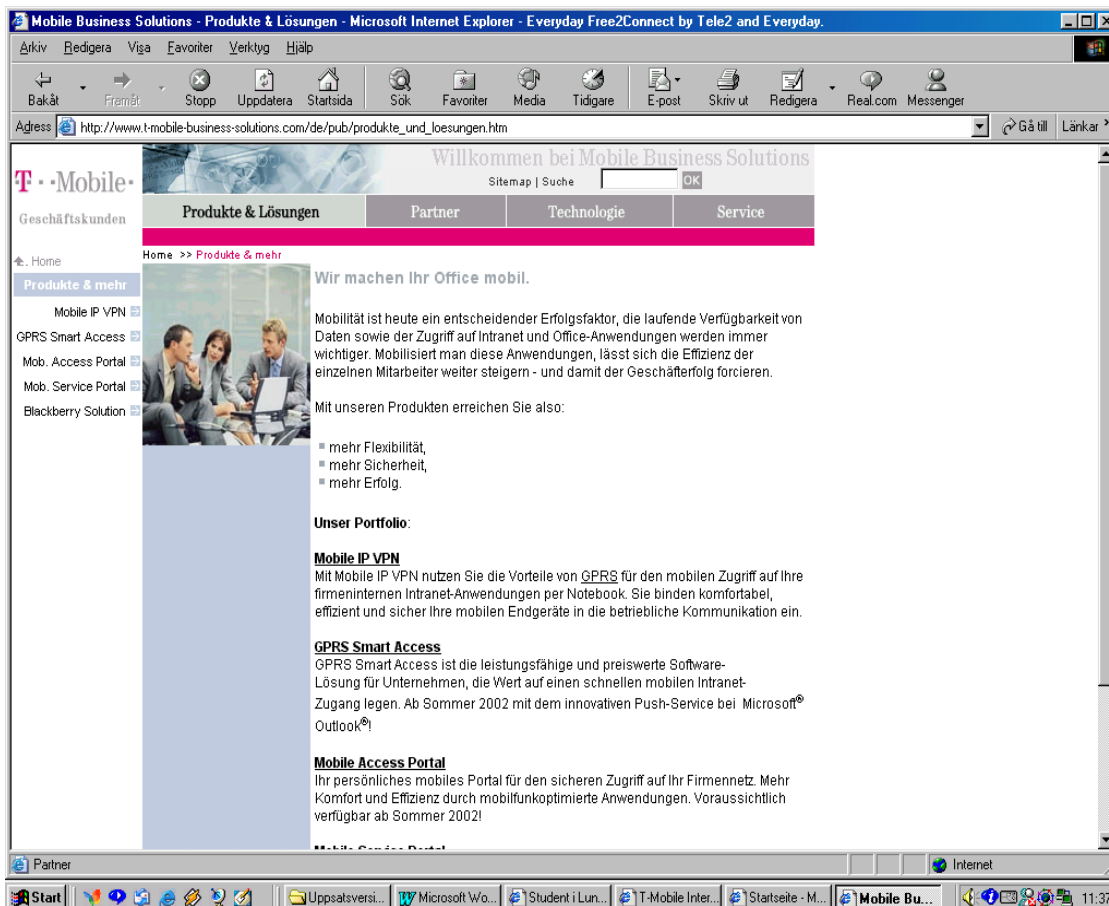 Mobile Business Solutions - Produkte & Lösungen - Microsoft Internet Explorer - Everyday Free2Connect by Tele2 and Everyday.
Arkiv Redigera Visa Favoriter Verktyg Hjälp
Bakåt Framåt Stopp Uppdatera Startsida Sök Favoriter Media Tidigare E-post Skriv ut Redigera Real.com Messenger
Adress http://www.t-mobile-business-solutions.com/de/pub/produkte_und_loesungen.htm Gå till Länkar
Willkommen bei Mobile Business Solutions
T · ·Mobile·
Sitemap | Suche OK
Geschäftskunden
Produkte & Lösungen Partner Technologie Service
Home >> Produkte & mehr
Home
Produkte & mehr
Mobile IP VPN
GPRS Smart Access
Mob. Access Portal
Mob. Service Portal
Blackberry Solution
Wir machen Ihr Office mobil.
Mobilität ist heute ein entscheidender Erfolgsfaktor, die laufende Verfügbarkeit von
Daten sowie der Zugriff auf Intranet und Office-Anwendungen werden immer
wichtiger. Mobilisiert man diese Anwendungen, lässt sich die Effizienz der
einzelnen Mitarbeiter weiter steigern - und damit der Geschäfterfolg forcieren.
Mit unseren Produkten erreichen Sie also:
mehr Flexibilität,
mehr Sicherheit,
mehr Erfolg.
Unser Portfolio:
Mobile IP VPN
Mit Mobile IP VPN nutzen Sie die Vorteile von GPRS für den mobilen Zugriff auf Ihre
firmeninternen Intranet-Anwendungen per Notebook. Sie binden komfortabel,
effizient und sicher Ihre mobilen Endgeräte in die betriebliche Kommunikation ein.
GPRS Smart Access
GPRS Smart Access ist die leistungsfähige und preiswerte Software-
Lösung für Unternehmen, die Wert auf einen schnellen mobilen Intranet-
Zugang legen. Ab Sommer 2002 mit dem innovativen Push-Service bei Microsoft®
Outlook®!
Mobile Access Portal
Ihr persönliches mobiles Portal für den sicheren Zugriff auf Ihr Firmennetz. Mehr
Komfort und Effizienz durch mobilfunkoptimierte Anwendungen. Voraussichtlich
verfügbar ab Sommer 2002!
Mobile Service Portal
Partner Internet
Start Uppsatsversi... Microsoft Wo... Student i Lun... T-Mobile Inter... Startseite - M... Mobile Bu... 11:37